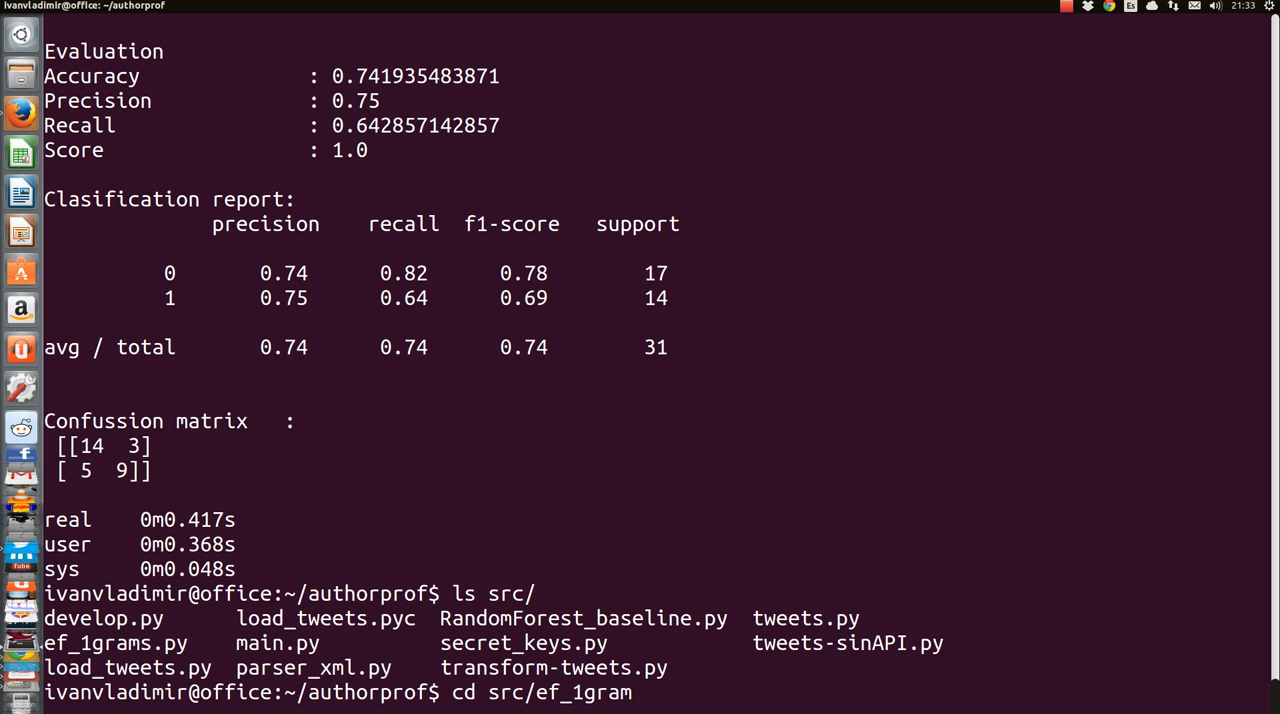 ivanvladimir@office: ~/authorprof
Es
21:33
Evaluation
Accuracy : 0.741935483871
Precision : 0.75
Recall : 0.642857142857
Score : 1.0
Clasification report:
precision recall f1-score support
0 0.74 0.82 0.78 17
1 0.75 0.64 0.69 14
avg / total 0.74 0.74 0.74 31
Confussion matrix :
[[14 3]
[ 5 9]]
real 0m0.417s
user 0m0.368s
sys 0m0.048s
ivanvladimir@office:~/authorprof$ ls src/
develop.py load_tweets.pyc RandomForest_baseline.py tweets.py
ef_1grams.py main.py secret_keys.py tweets-sinAPI.py
load_tweets.py parser_xml.py transform-tweets.py
ivanvladimir@office:~/authorprof$ cd src/ef_1gram